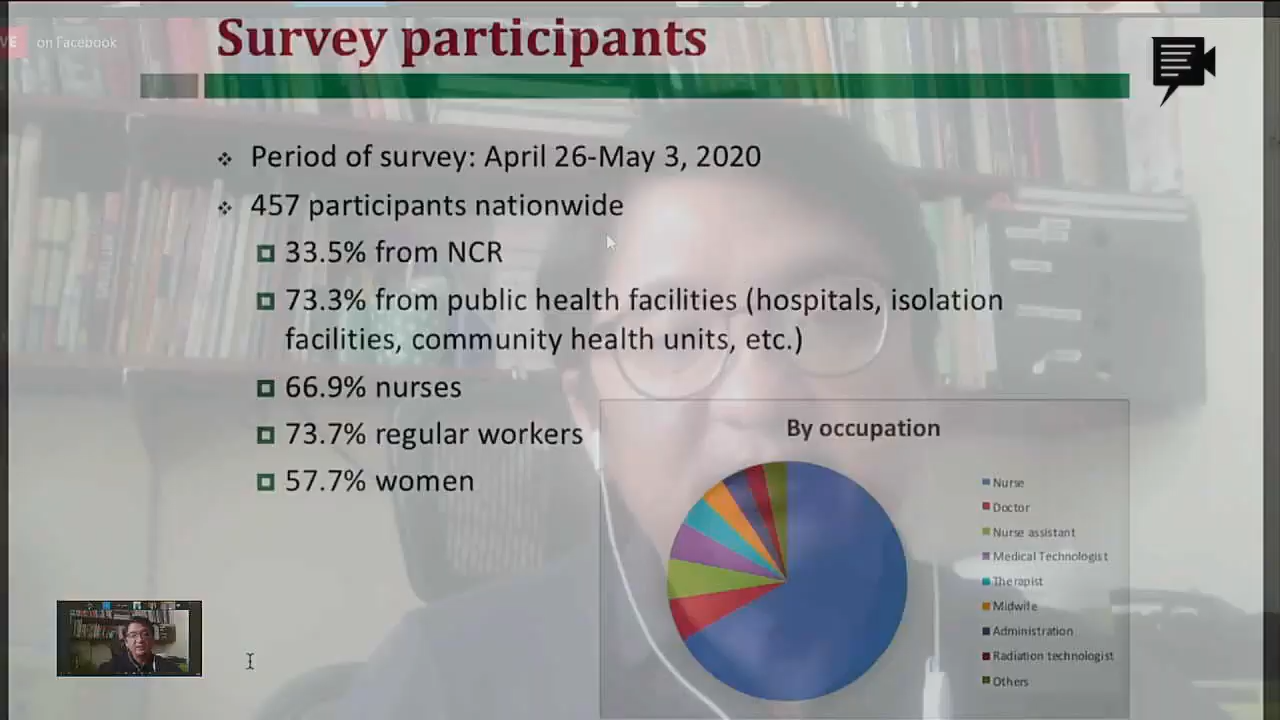 Survey participants
VE on Facebook
Period of survey: April 26-May 3, 2020
457 participants nationwide
33.5% from NCR
73.3% from public health facilities (hospitals, isolation
facilities, community health units, etc.)
66.9% nurses
73.7% regular workers
57.7% women
By occupation
Nurse
Doctor
Nurse assistant
Medical Technologist
Therapist
Midwife
Administration
Radiation technologist
Others